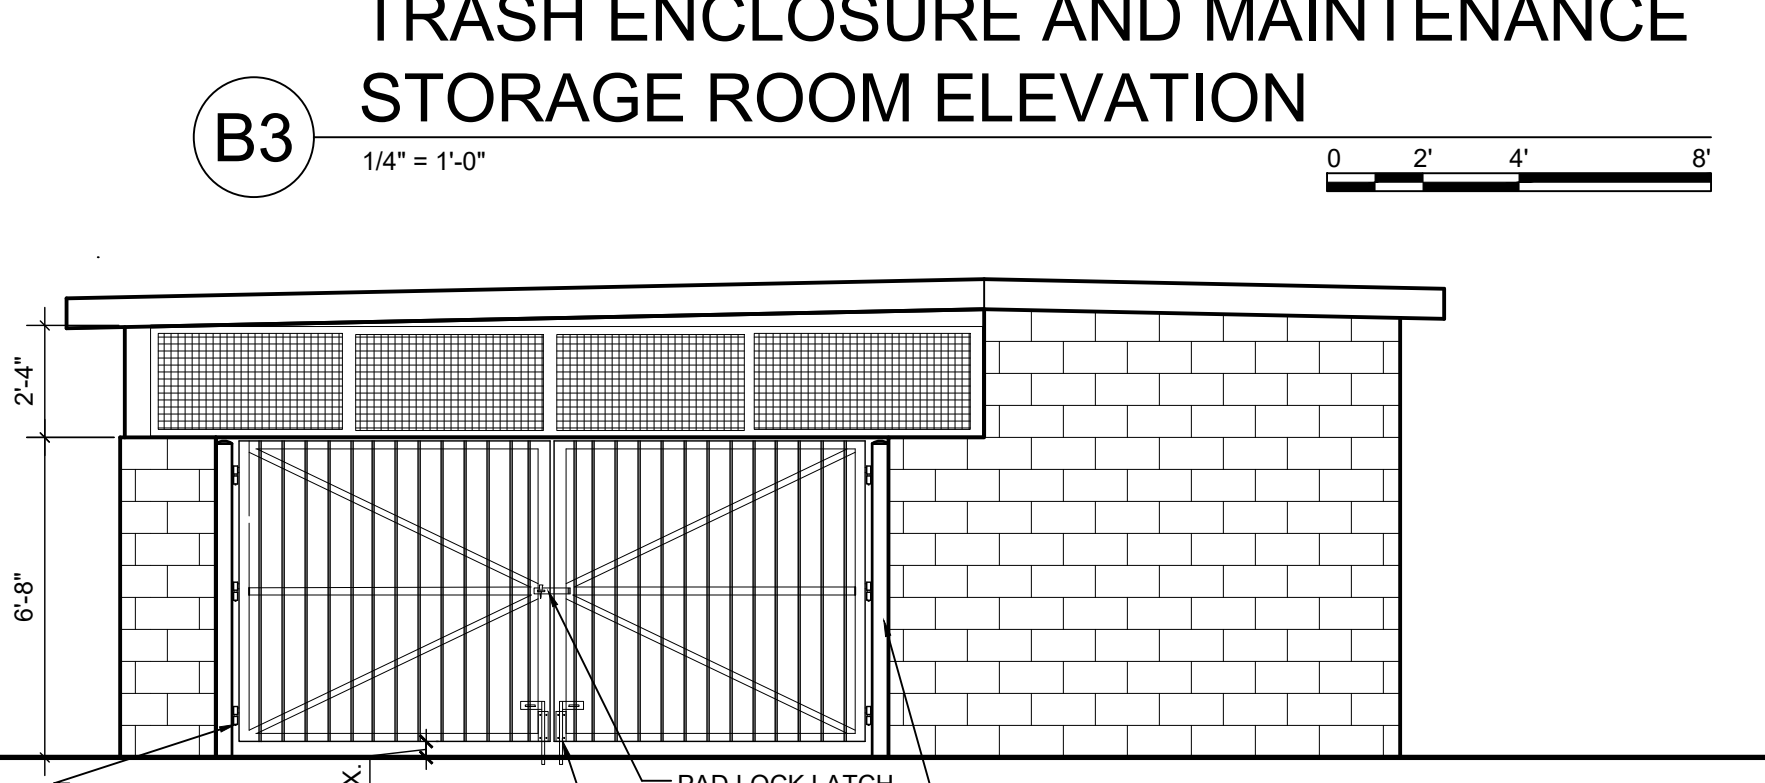 TRASH ENCLOSURE AND MAINTENANCE
STORAGE ROOM ELEVATION
B3
1/4" = 1'-0"
0 2' 4' 8'
2'-4"
6'-8"
X.
PAD LOCK LATCH